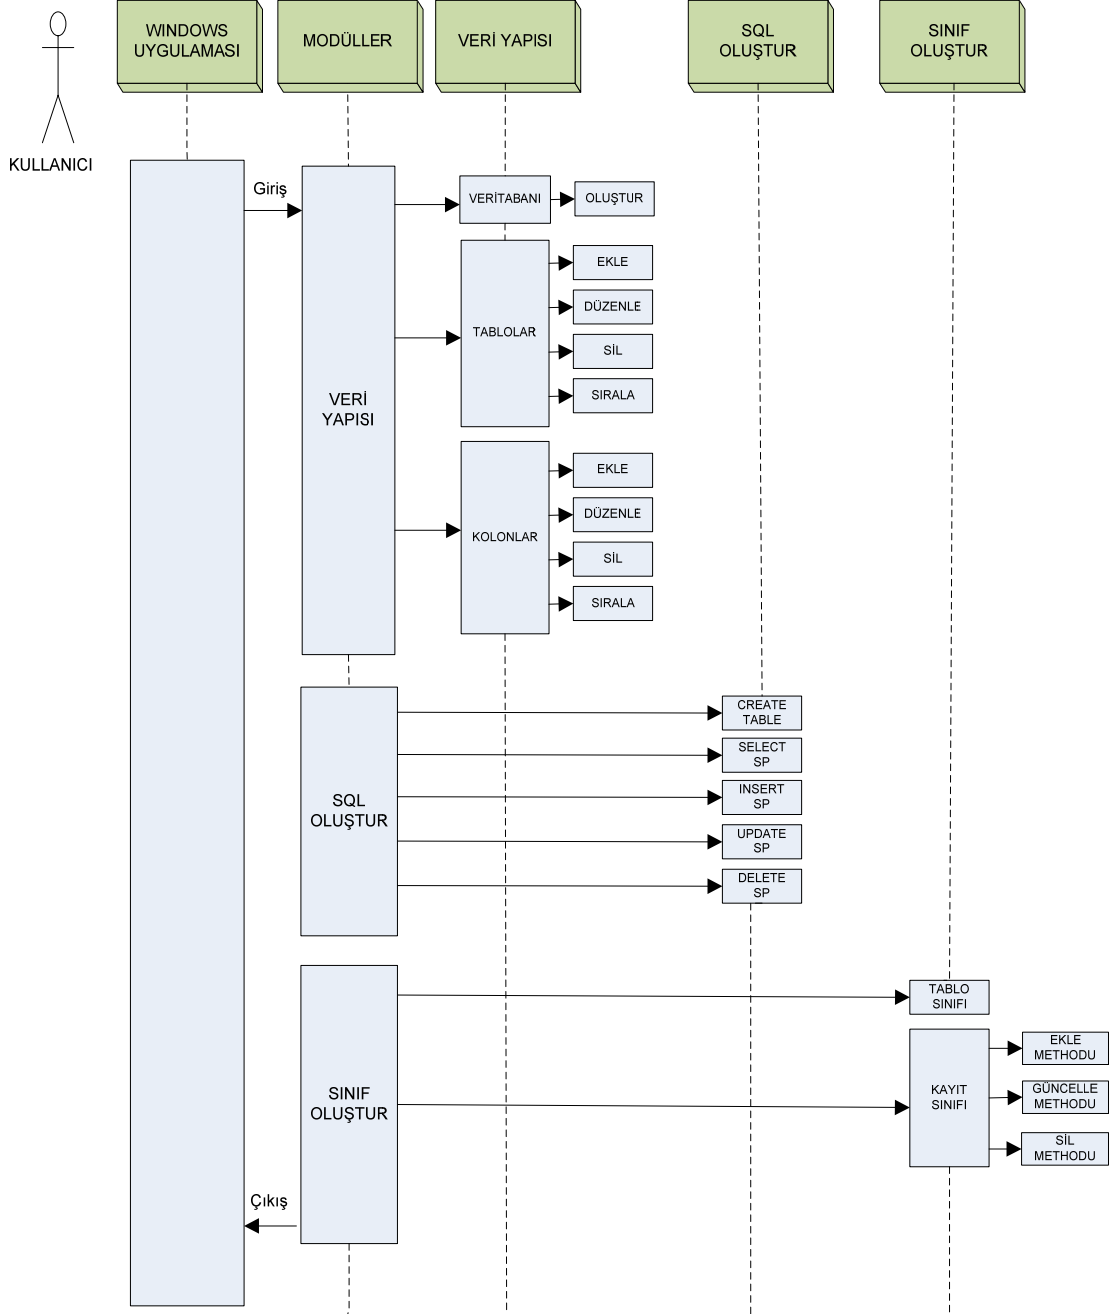 KULLANICI
WINDOWS
UYGULAMASI
MODÜLLER
VERİ YAPISI
SQL
OLUŞTUR
SINIF
OLUŞTUR
Giriş
VERİ
YAPISI
VERİTABANI
OLUŞTUR
TABLOLAR
EKLE
DÜZENLE
SİL
SIRALA
KOLONLAR
EKLE
DÜZENLE
SİL
SIRALA
SQL
OLUŞTUR
CREATE
TABLE
SELECT
SP
INSERT
SP
UPDATE
SP
DELETE
SP
SINIF
OLUŞTUR
TABLO
SINIFI
KAYIT
SINIFI
EKLE
METHODU
GÜNCELLE
METHODU
SİL
METHODU
Çıkış